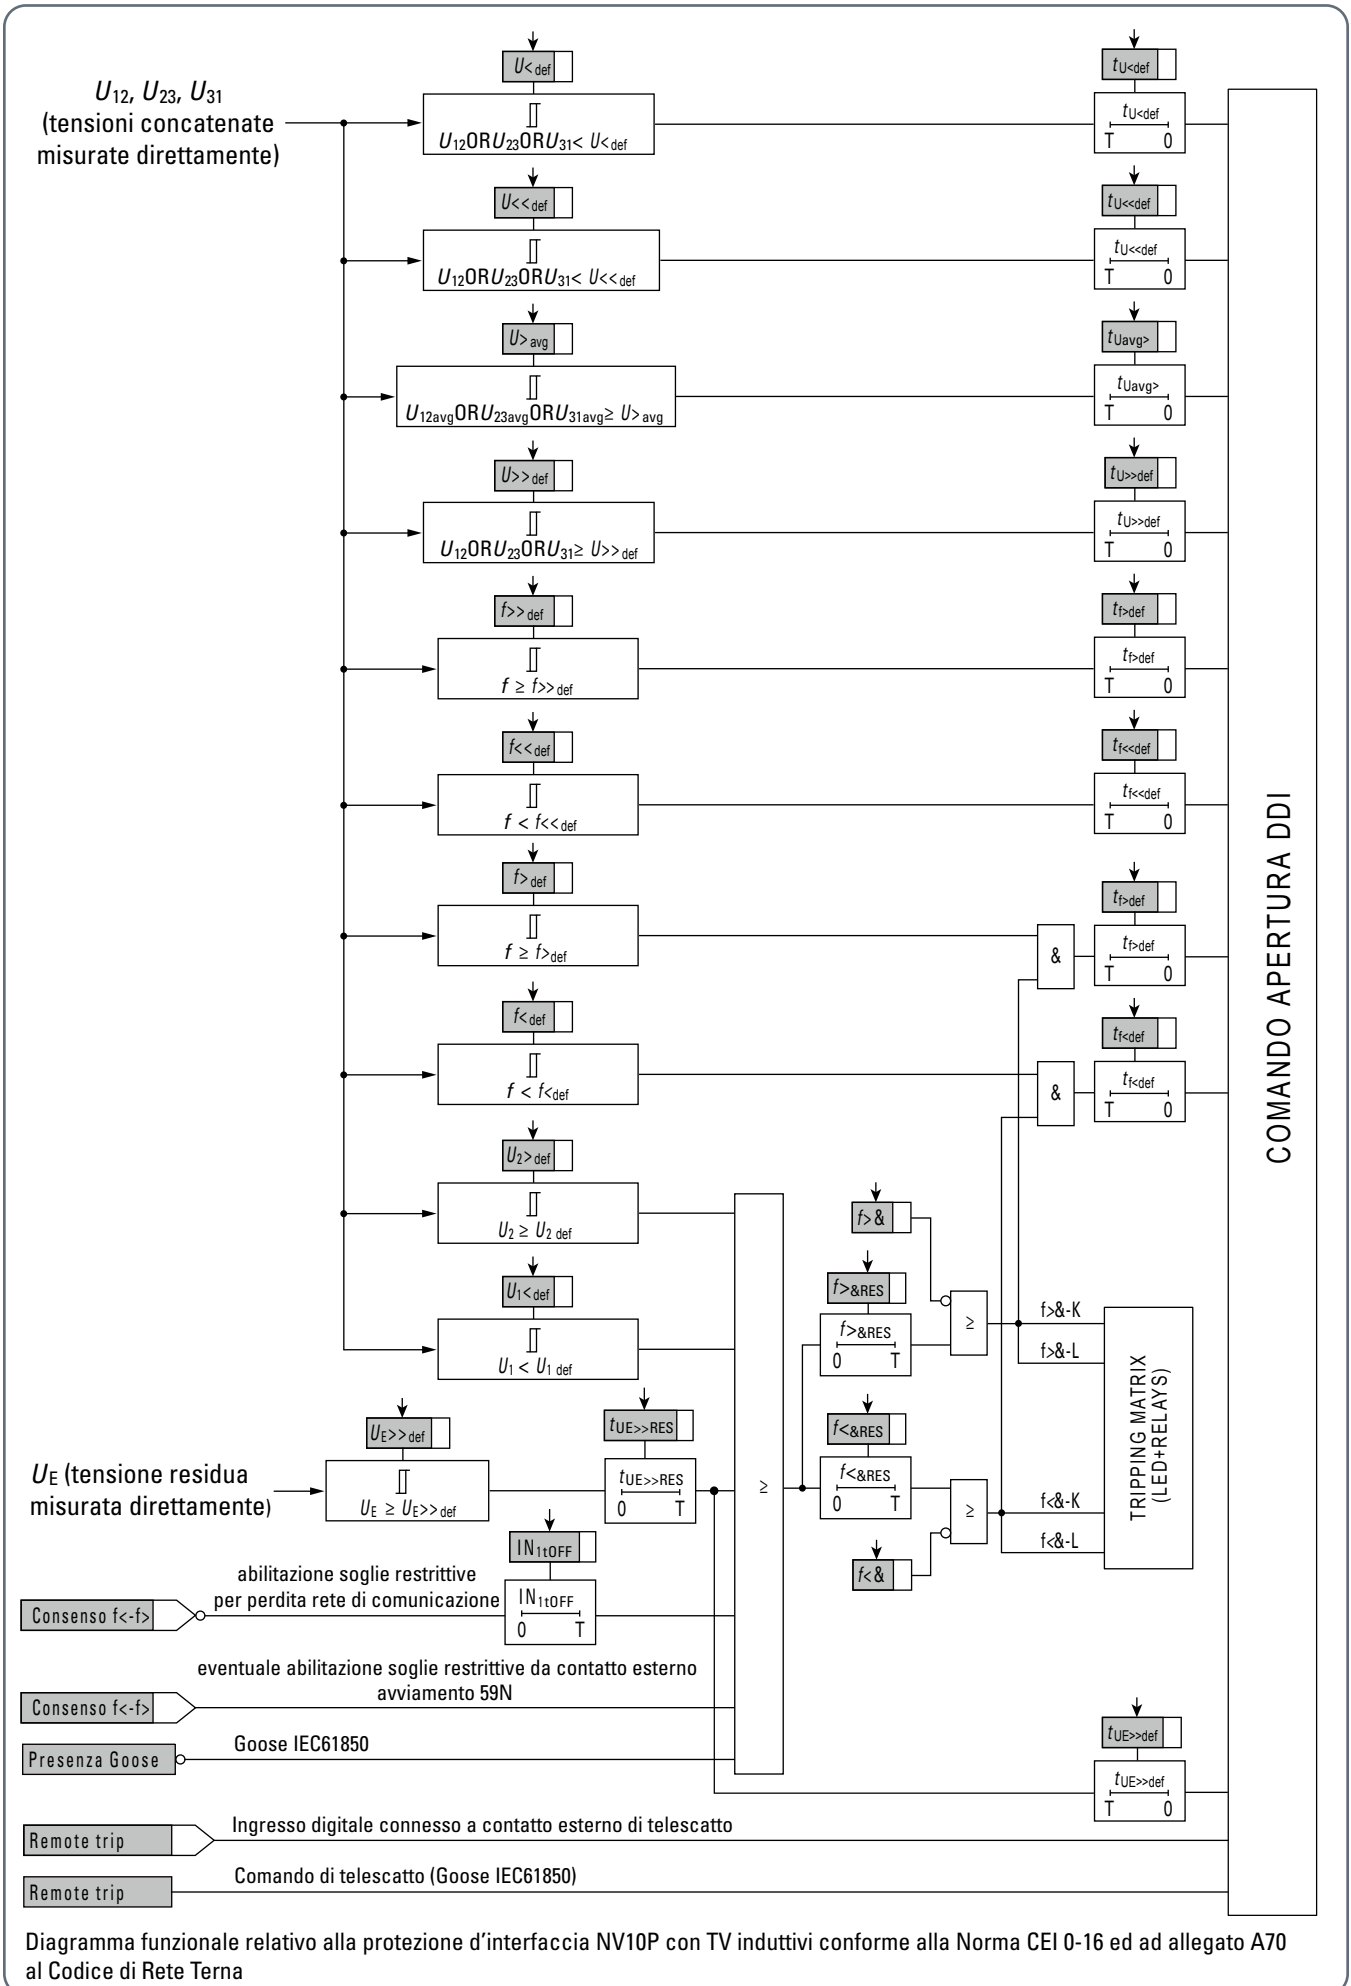 U12, U23, U31
(tensioni concatenate
misurate direttamente)
U<def
U12ORU23ORU31< U<def
tU<def
tU<def
T 0
U<<def
U12ORU23ORU31< U<<def
tU<<def
tU<<def
T 0
U>avg
U12avgORU23avgORU31avg≥ U>avg
tUavg>
tUavg>
T 0
U>>def
U12ORU23ORU31≥ U>>def
tU>>def
tU>>def
T 0
f>>def
f ≥ f>>def
tf>def
tf>def
T 0
f<<def
f < f<<def
tf<<def
tf<<def
T 0
f>def
f ≥ f>def
&
tf>def
tf>def
T 0
f<def
f < f<def
&
tf<def
tf<def
T 0
COMANDO APERTURA DDI
U2>def
U2 ≥ U2 def
U1<def
U1 < U1 def
f>&
f>&RES
f>&RES
0 T
≥
f>&-K
f>&-L
TRIPPING MATRIX
(LED+RELAYS)
UE (tensione residua
misurata direttamente)
UE>>def
UE ≥ UE>>def
tUE>>RES
tUE>>RES
0 T
≥
f<&RES
f<&RES
0 T
≥
f<&
f<&-K
f<&-L
abilitazione soglie restrittive
per perdita rete di comunicazione
Consenso f<-f>
IN1tOFF
IN1tOFF
0 T
eventuale abilitazione soglie restrittive da contatto esterno
avviamento 59N
Consenso f<-f>
Presenza Goose
Goose IEC61850
tUE>>def
tUE>>def
T 0
Remote trip
Ingresso digitale connesso a contatto esterno di telescatto
Remote trip
Comando di telescatto (Goose IEC61850)
Diagramma funzionale relativo alla protezione d'interfaccia NV10P con TV induttivi conforme alla Norma CEI 0-16 ed ad allegato A70
al Codice di Rete Terna